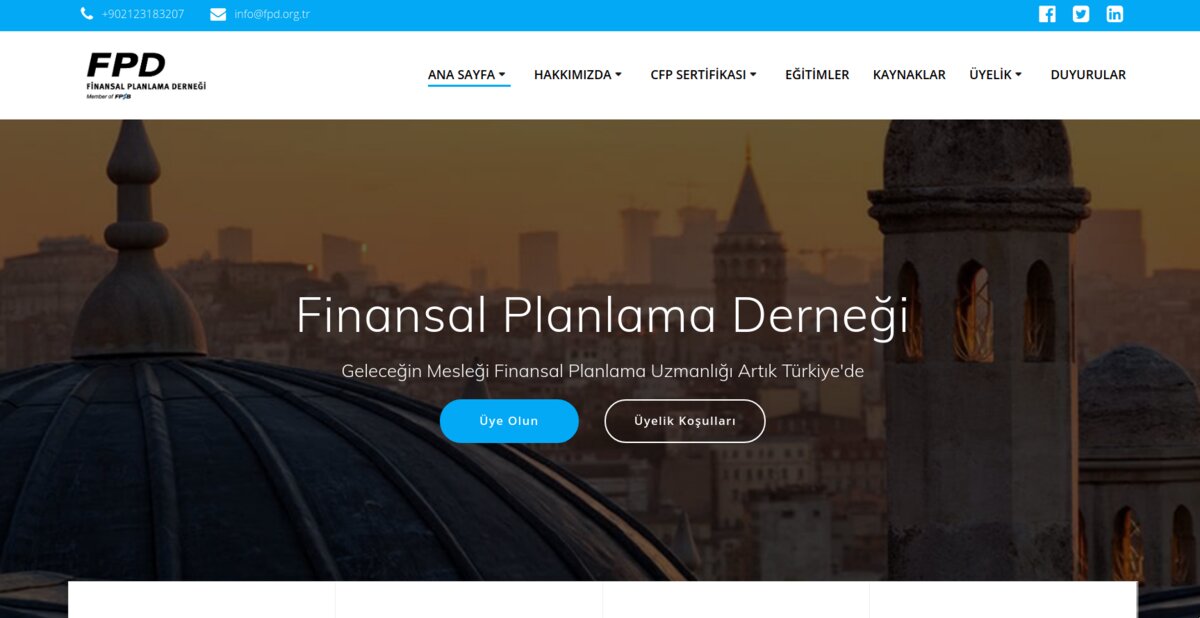 +902123183207 info@fpd.org.tr
FPD
FİNANSAL PLANLAMA DERNEĞİ
Member of FPSB
ANA SAYFA HAKKIMIZDA CFP SERTİFİKASI EĞİTİMLER KAYNAKLAR ÜYELİK DUYURULAR
Finansal Planlama Derneği
Geleceğin Mesleği Finansal Planlama Uzmanlığı Artık Türkiye'de
Üye Olun Üyelik Koşulları